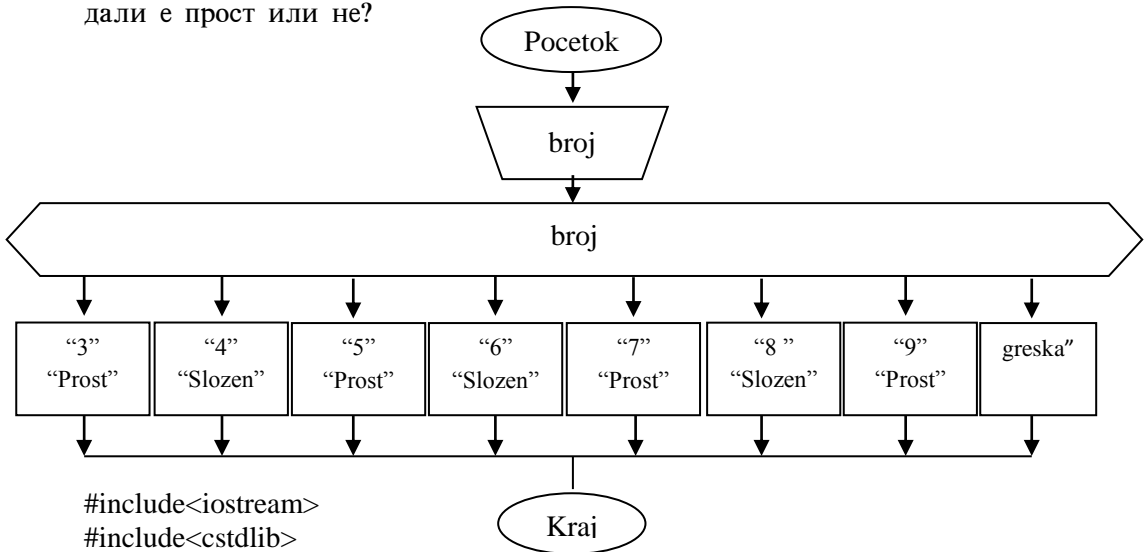 дали е прост или не?
Pocetok
broj
broj
“3” “4” “5” “6” “7” “8 ” “9” greska”
“Prost” “Slozen” “Prost” “Slozen” “Prost” “Slozen” “Prost”
#include<iostream>
#include<cstdlib>
Kraj